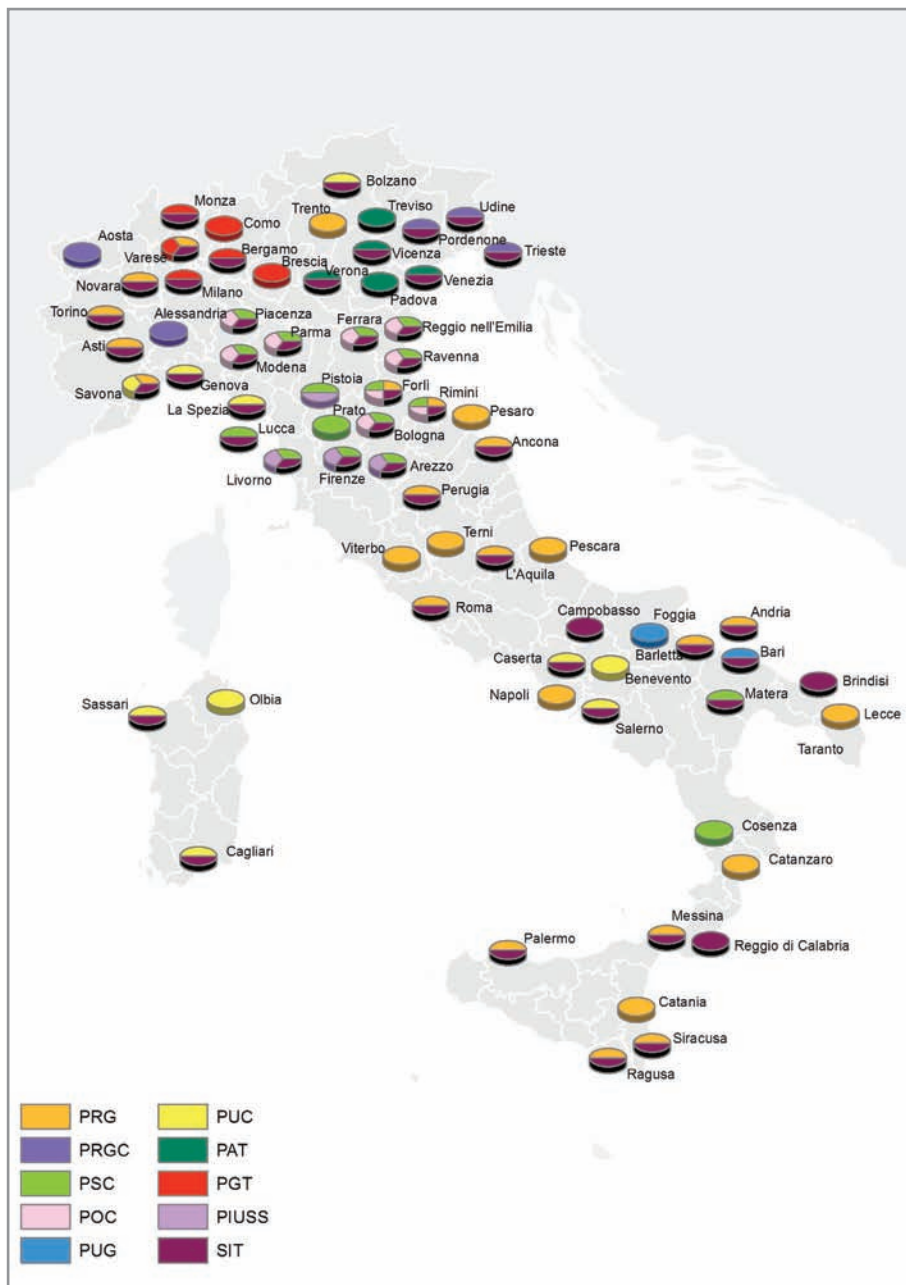 Bolzano
Monza
Treviso
Udine
Trento
Como
Aosta
Pordenone
Bergamo
Vicenza
Trieste
Varese
Brescia
Verona
Venezia
Novara
Milano
Padova
Torino
Alessandria
Piacenza
Ferrara
Reggio nell'Emilia
Parma
Asti
Modena
Ravenna
Pistoia
Forlì
Savona
Genova
Rimini
La Spezia
Prato
Pesaro
Lucca
Bologna
Ancona
Livorno
Firenze
Arezzo
Perugia
Terni
Viterbo
Pescara
L'Aquila
Roma
Campobasso
Foggia
Andria
Barletta
Bari
Caserta
Benevento
Brindisi
Napoli
Matera
Sassari
Olbia
Lecce
Salerno
Taranto
Cosenza
Cagliari
Catanzaro
Messina
Palermo
Reggio di Calabria
Catania
Siracusa
Ragusa
PRG
PUC
PRGC
PAT
PSC
PGT
POC
PIUSS
PUG
SIT